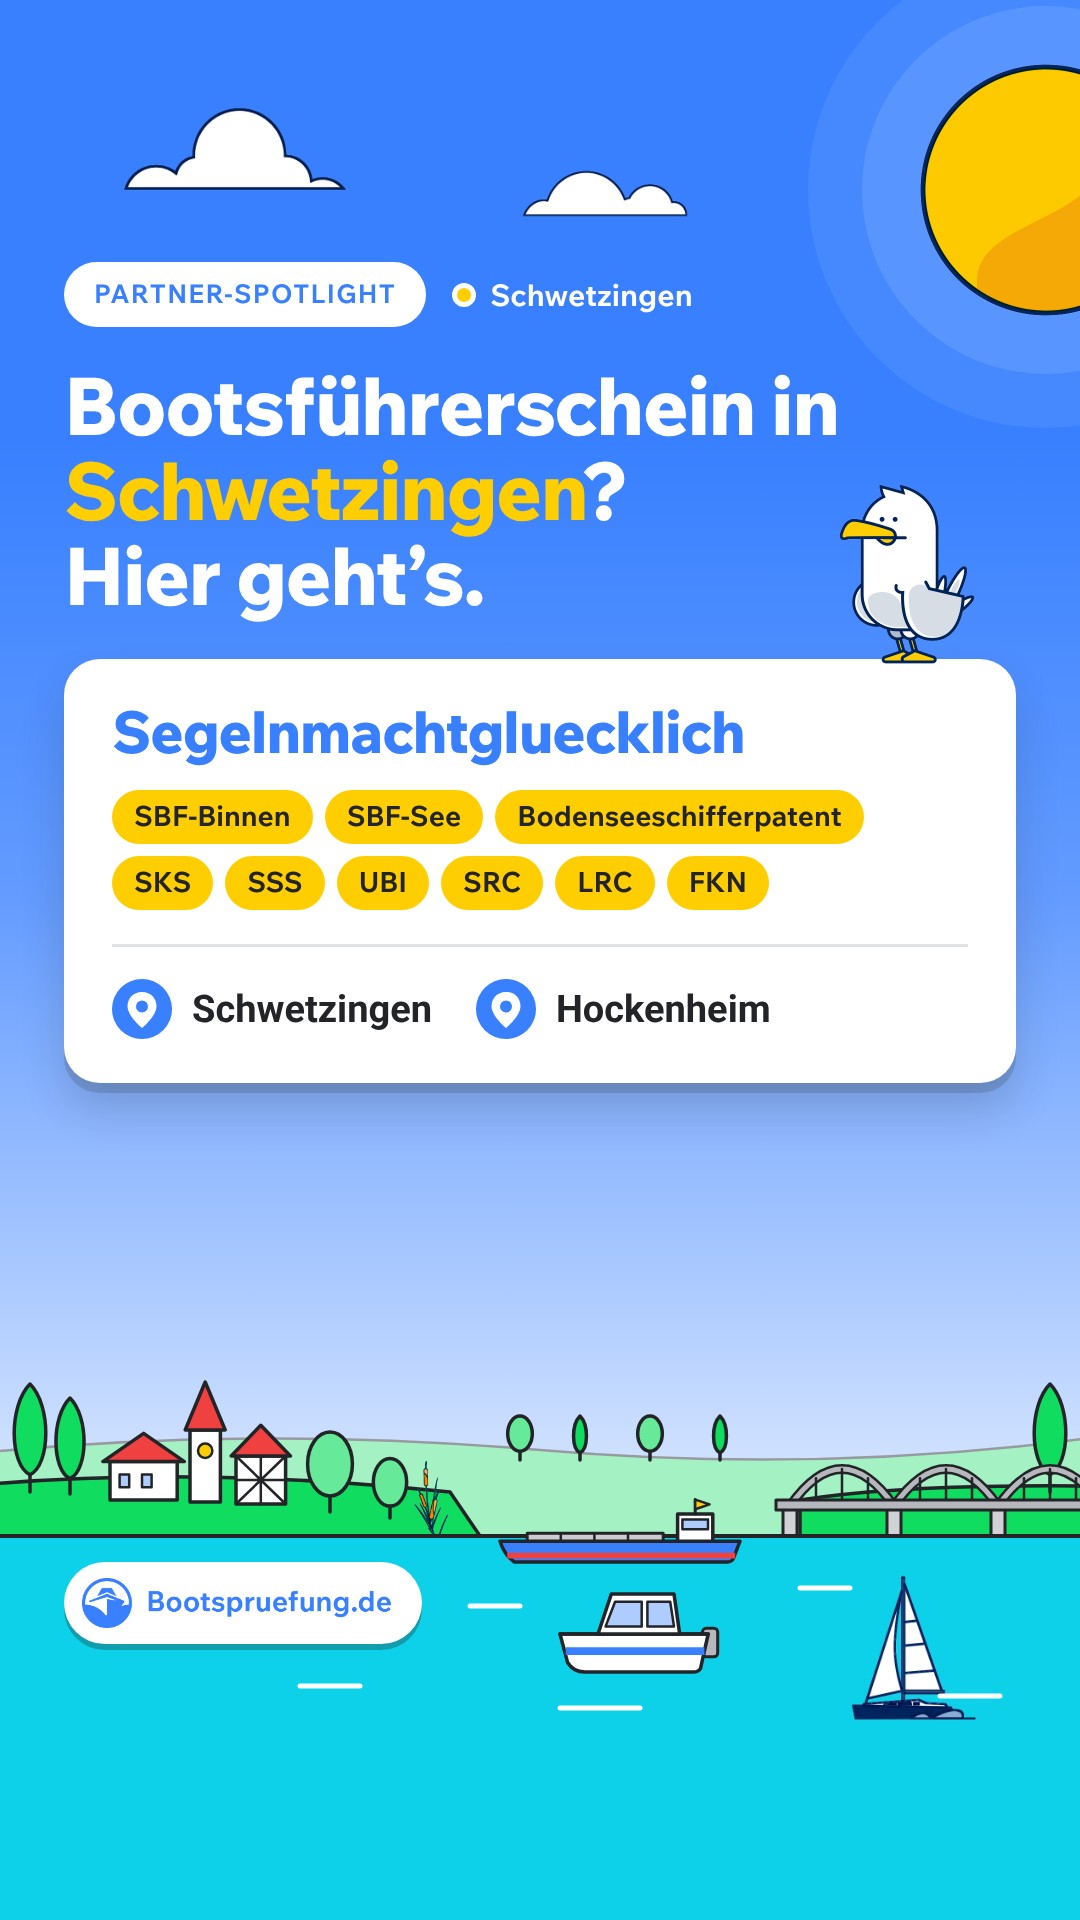 PARTNER-SPOTLIGHT Schwetzingen
Bootsführerschein in
Schwetzingen?
Hier geht’s.
Segelnmachtgluecklich
SBF-Binnen SBF-See Bodenseeschifferpatent
SKS SSS UBI SRC LRC FKN
Schwetzingen Hockenheim
Bootspruefung.de